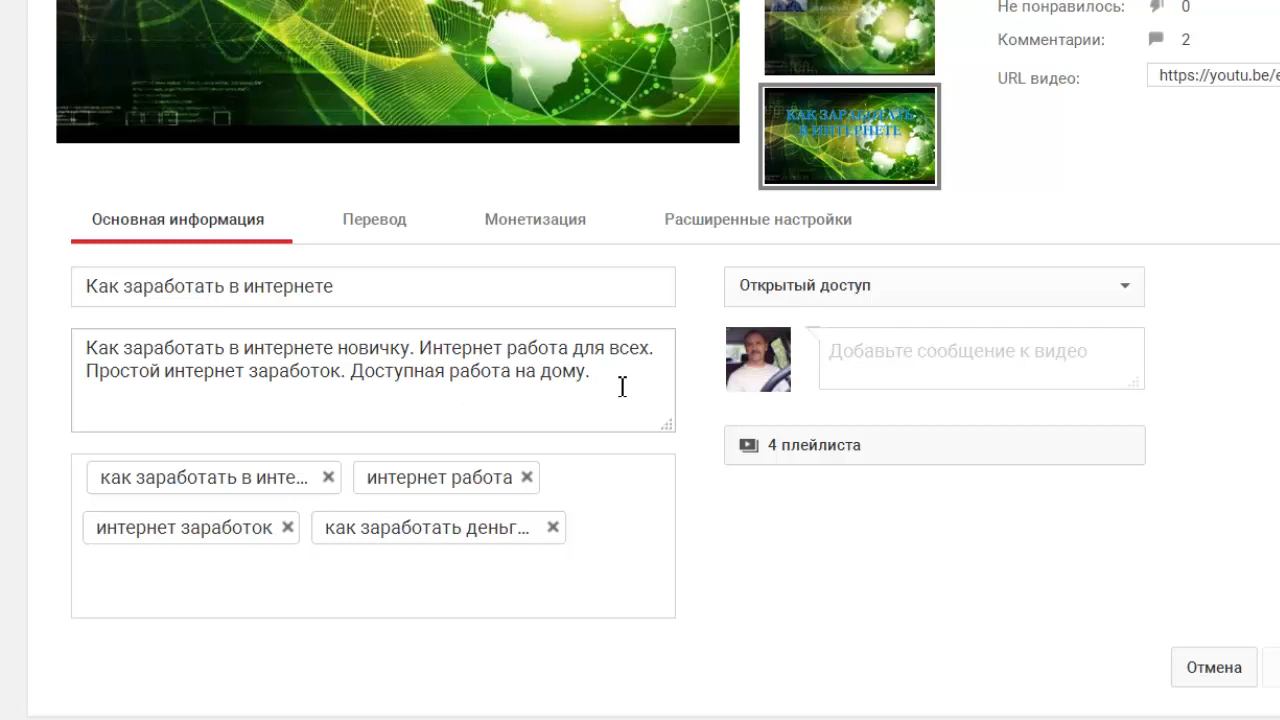 Не понравилось: 0
Комментарии: 2
URL видео: https://youtu.be/
КАК ЗАРАБОТАТЬ
В ИНТЕРНЕТЕ
Основная информация
Перевод
Монетизация
Расширенные настройки
Как заработать в интернете
Открытый доступ
Как заработать в интернете новичку. Интернет работа для всех.
Простой интернет заработок. Доступная работа на дому.
Добавьте сообщение к видео
4 плейлиста
как заработать в инте...
интернет работа
интернет заработок
как заработать деньг...
Отмена